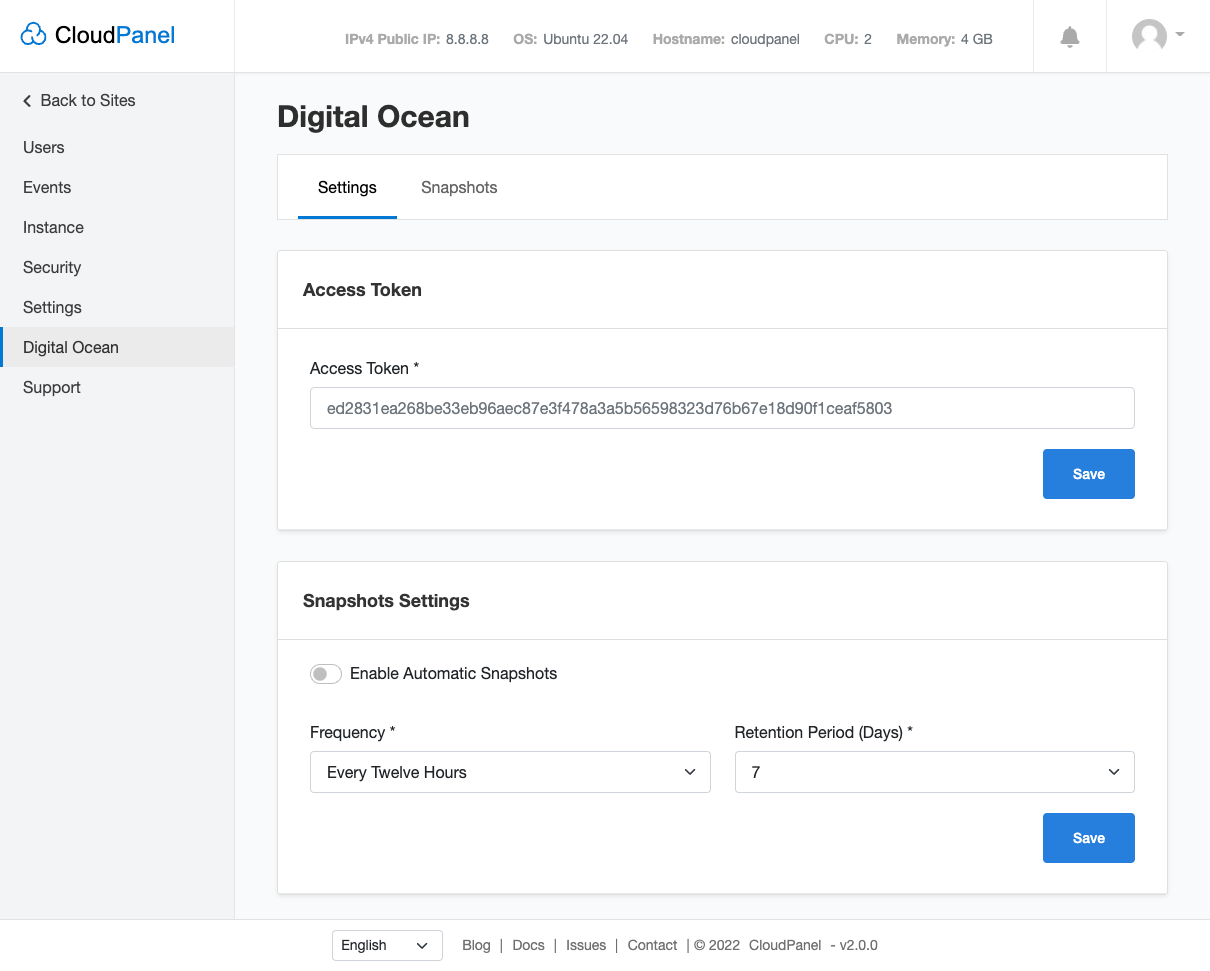 CloudPanel
IPv4 Public IP: 8.8.8.8 OS: Ubuntu 22.04 Hostname: cloudpanel CPU: 2 Memory: 4 GB
Back to Sites
Users
Events
Instance
Security
Settings
Digital Ocean
Support
Digital Ocean
Settings Snapshots
Access Token
Access Token *
ed2831ea268be33eb96aec87e3f478a3a5b56598323d76b67e18d90f1ceaf5803
Save
Snapshots Settings
Enable Automatic Snapshots
Frequency * Retention Period (Days) *
Every Twelve Hours 7
Save
English Blog | Docs | Issues | Contact | © 2022 CloudPanel - v2.0.0